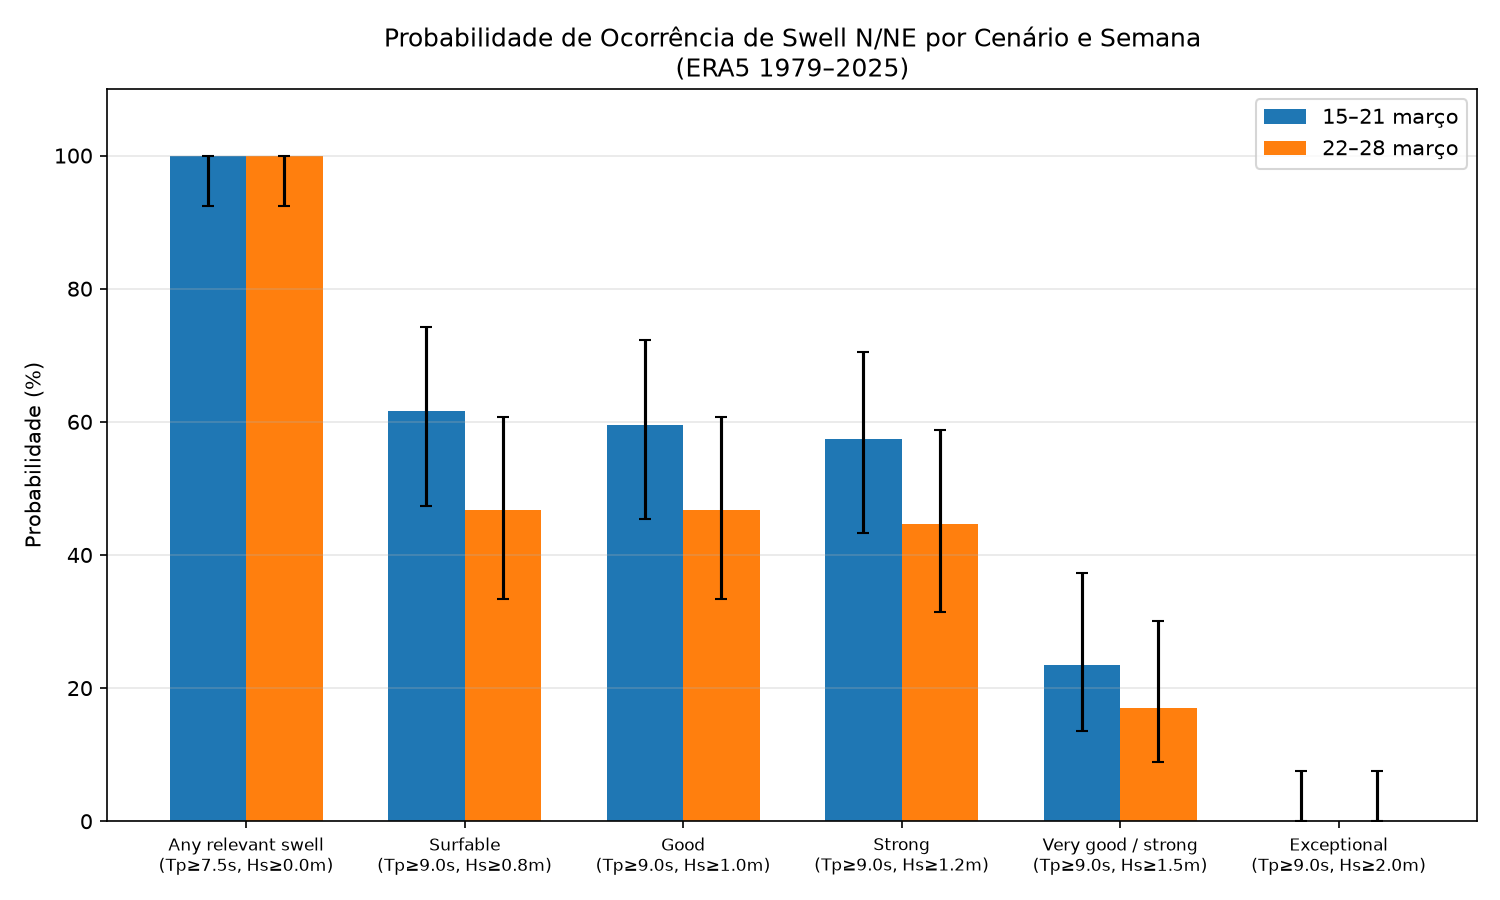 Probabilidade de Ocorrência de Swell N/NE por Cenário e Semana
(ERA5 1979–2025)
15–21 março
22–28 março
Probabilidade (%)
100
80
60
40
20
0
Any relevant swell
(Tp≥7.5s, Hs≥0.0m)
Surfable
(Tp≥9.0s, Hs≥0.8m)
Good
(Tp≥9.0s, Hs≥1.0m)
Strong
(Tp≥9.0s, Hs≥1.2m)
Very good / strong
(Tp≥9.0s, Hs≥1.5m)
Exceptional
(Tp≥9.0s, Hs≥2.0m)